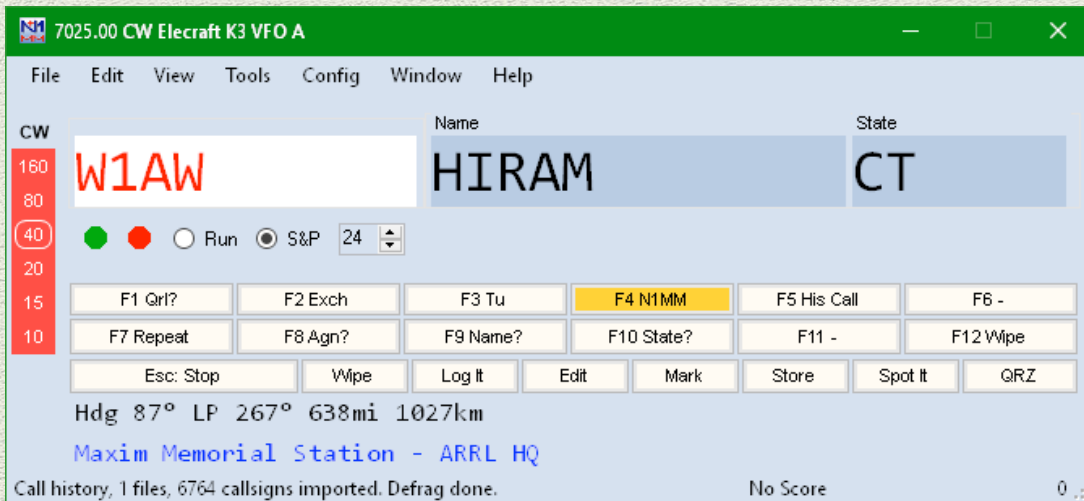 N1 MM 7025.00 CW Elecraft K3 VFO A
File Edit View Tools Config Window Help
CW Name State
160 W1AW HIRAM CT
80
40 Run S&P 24
20
15 F1 Qrl? F2 Exch F3 Tu F4 N1MM F5 His Call F6 -
10 F7 Repeat F8 Agn? F9 Name? F10 State? F11 - F12 Wipe
Esc: Stop Wipe Log It Edit Mark Store Spot It QRZ
Hdg 87° LP 267° 638mi 1027km
Maxim Memorial Station - ARRL HQ
Call history, 1 files, 6764 callsigns imported. Defrag done. No Score 0